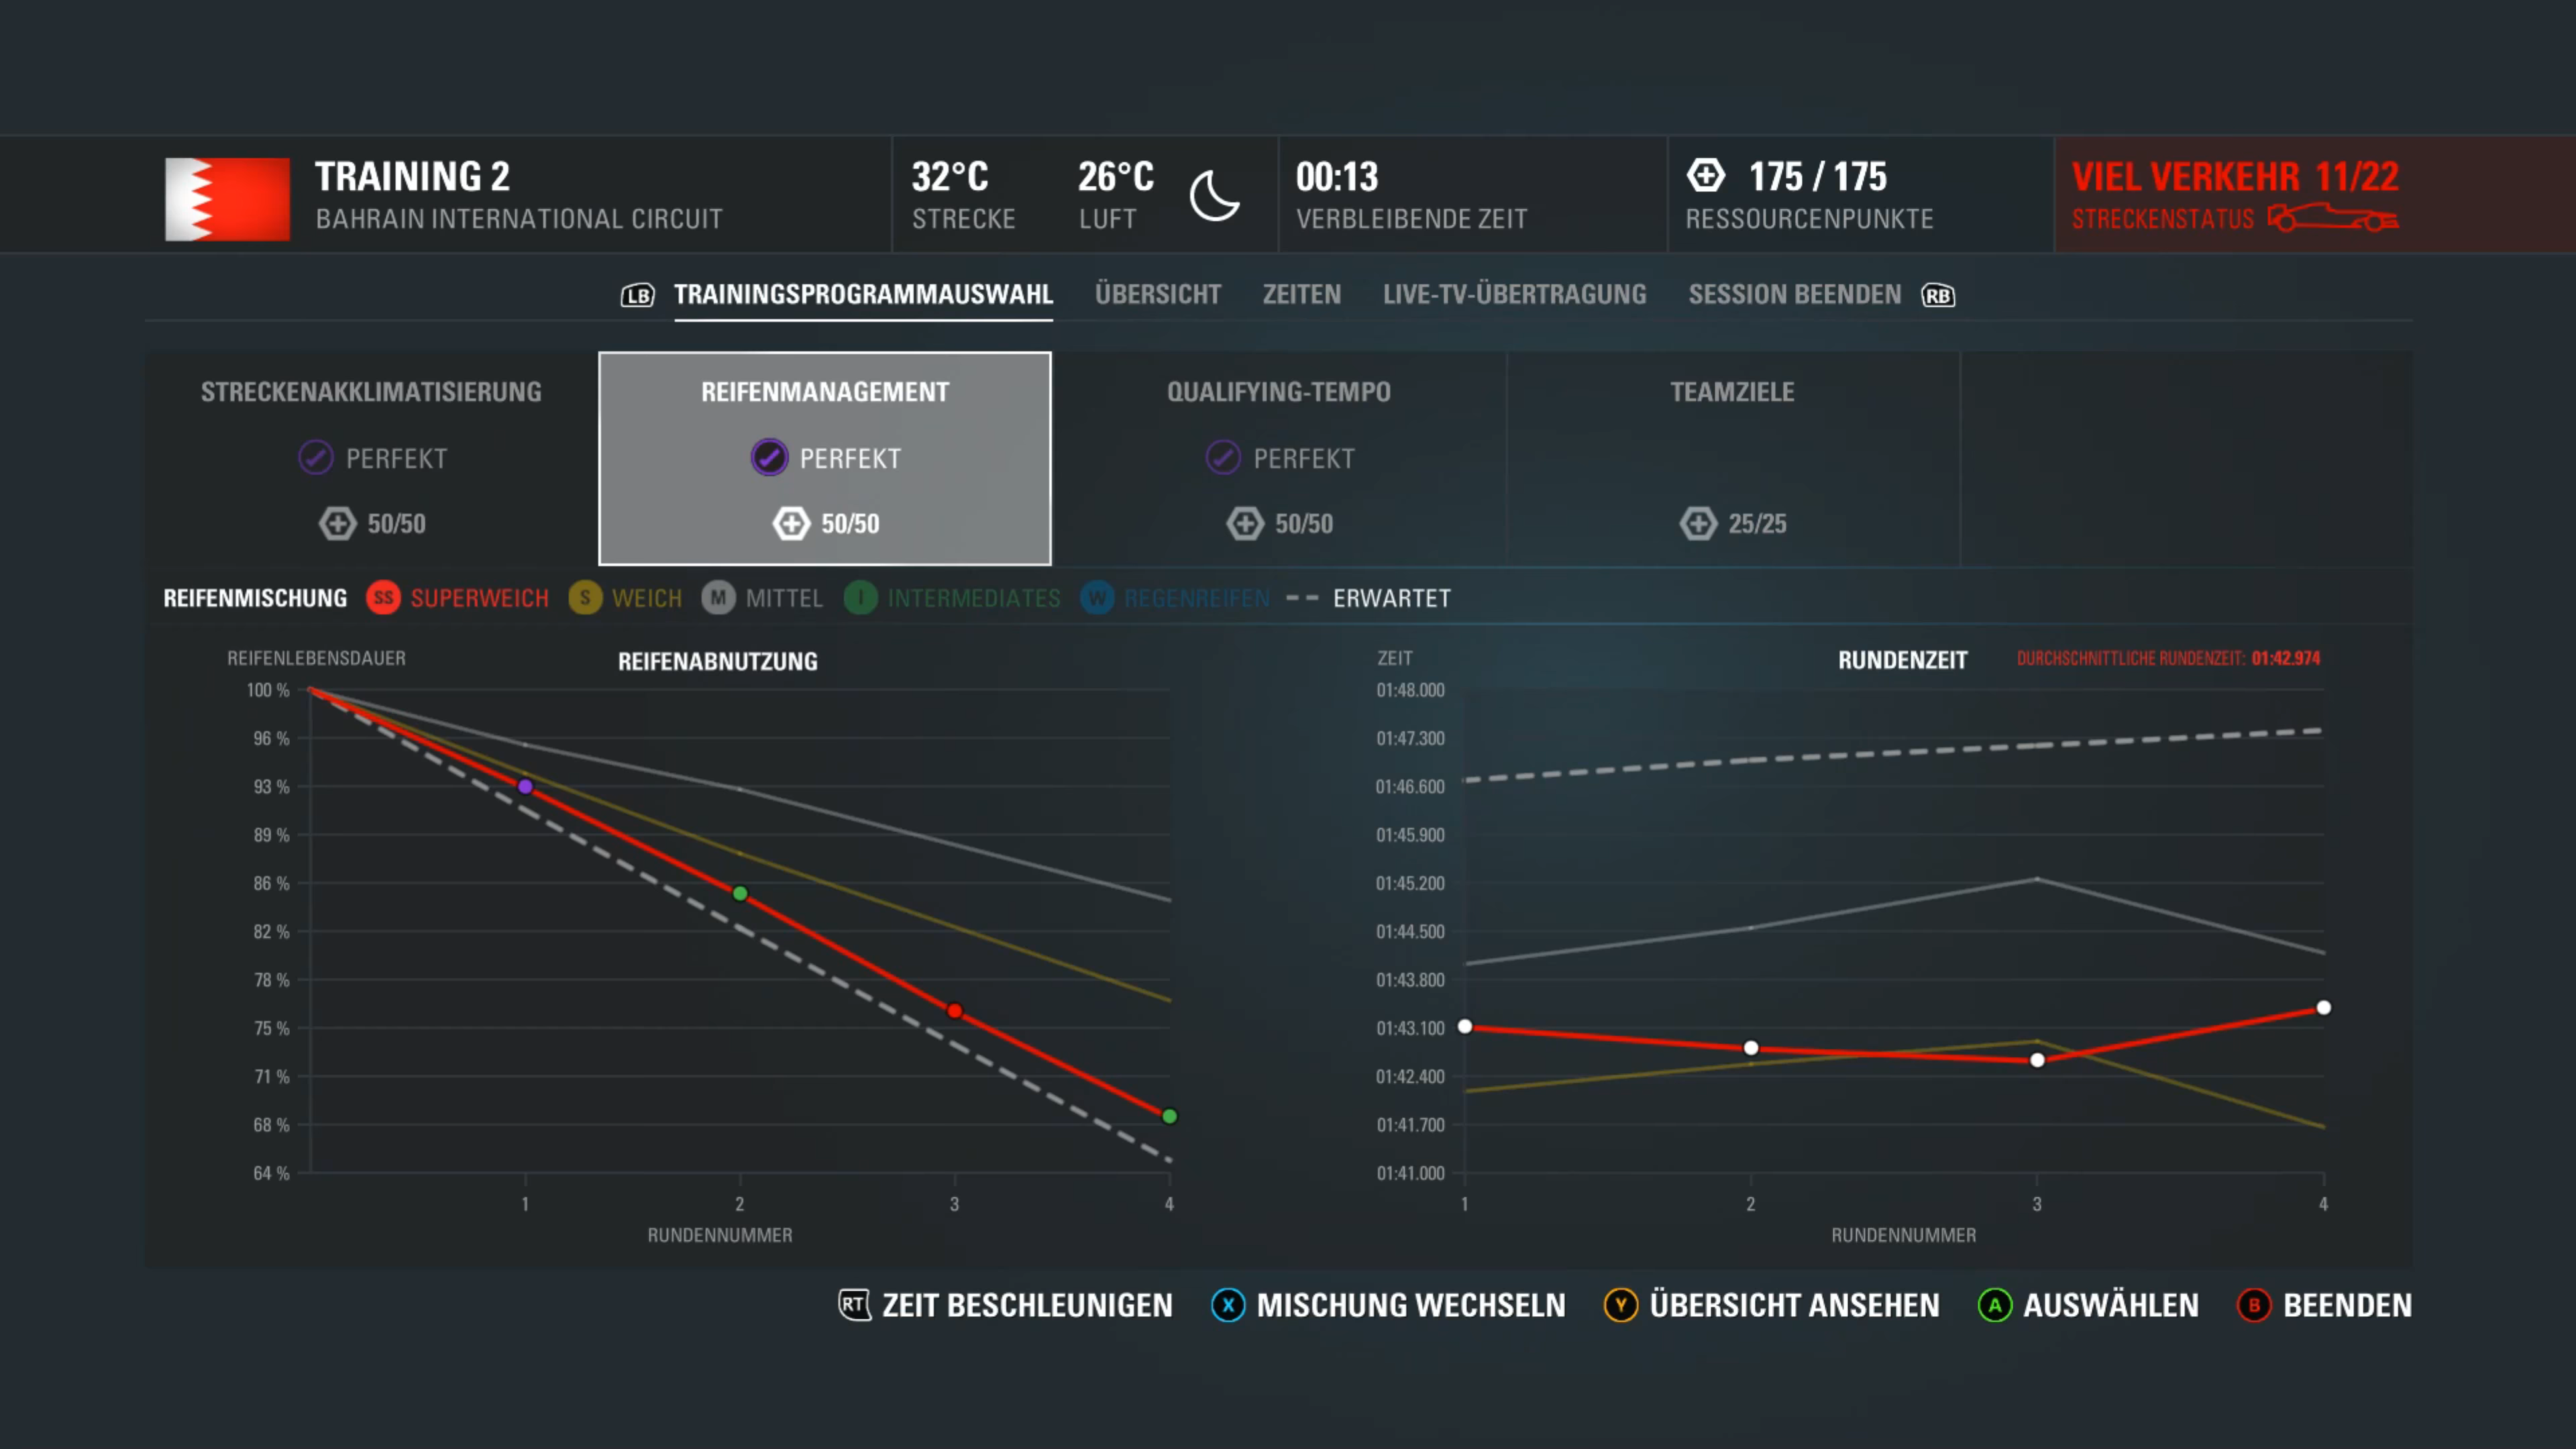 TRAINING 2
BAHRAIN INTERNATIONAL CIRCUIT
32°C
STRECKE
26°C
LUFT
00:13
VERBLEIBENDE ZEIT
175 / 175
RESSOURCENPUNKTE
VIEL VERKEHR 11/22
STRECKENSTATUS
LB TRAININGSPROGRAMMAUSWAHL ÜBERSICHT ZEITEN LIVE-TV-ÜBERTRAGUNG SESSION BEENDEN RB
STRECKENAKKLIMATISIERUNG
PERFEKT
50/50
REIFENMANAGEMENT
PERFEKT
50/50
QUALIFYING-TEMPO
PERFEKT
50/50
TEAMZIELE
25/25
REIFENMISCHUNG SS SUPERWEICH S WEICH M MITTEL I INTERMEDIATES W REGENREIFEN -- ERWARTET
REIFENLEBENSDAUER
REIFENABNUTZUNG
100 %
96 %
93 %
89 %
86 %
82 %
78 %
75 %
71 %
68 %
64 %
1 2 3 4
RUNDENNUMMER
ZEIT
RUNDENZEIT
DURCHSCHNITTLICHE RUNDENZEIT: 01:42.974
01:48.000
01:47.300
01:46.600
01:45.900
01:45.200
01:44.500
01:43.800
01:43.100
01:42.400
01:41.700
01:41.000
1 2 3 4
RUNDENNUMMER
RT ZEIT BESCHLEUNIGEN X MISCHUNG WECHSELN Y ÜBERSICHT ANSEHEN A AUSWÄHLEN B BEENDEN